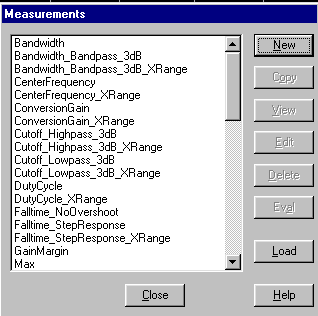 Measurements
Bandwidth
Bandwidth_Bandpass_3dB
Bandwidth_Bandpass_3dB_XRange
CenterFrequency
CenterFrequency_XRange
ConversionGain
ConversionGain_XRange
Cutoff_Highpass_3dB
Cutoff_Highpass_3dB_XRange
Cutoff_Lowpass_3dB
Cutoff_Lowpass_3dB_XRange
DutyCycle
DutyCycle_XRange
Falltime_NoOvershoot
Falltime_StepResponse
Falltime_StepResponse_XRange
GainMargin
Max
New
Copy
View
Edit
Delete
Eval
Load
Close
Help